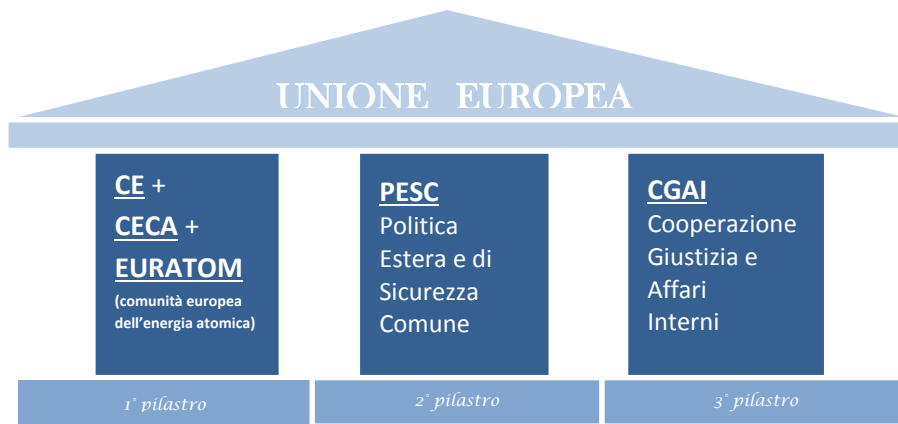 UNIONE EUROPEA
CE +
CECA +
EURATOM
(comunità europea
dell'energia atomica)
PESC
Politica
Estera e di
Sicurezza
Comune
CGAI
Cooperazione
Giustizia e
Affari
Interni
1° pilastro
2° pilastro
3° pilastro